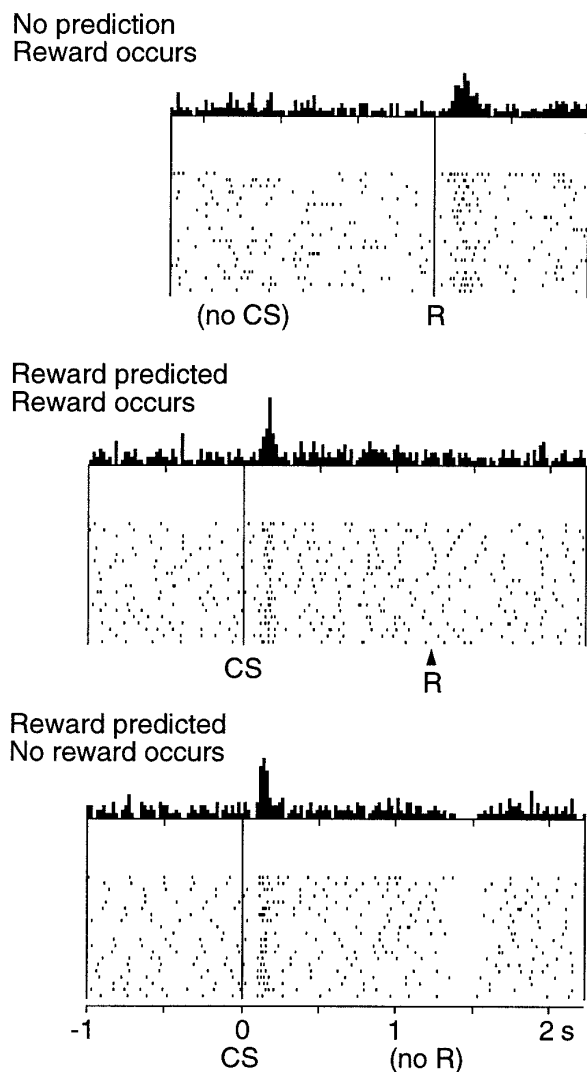 No prediction
Reward occurs
(no CS) R
Reward predicted
Reward occurs
CS
R
Reward predicted
No reward occurs
-1 0 1 2 s
CS (no R)